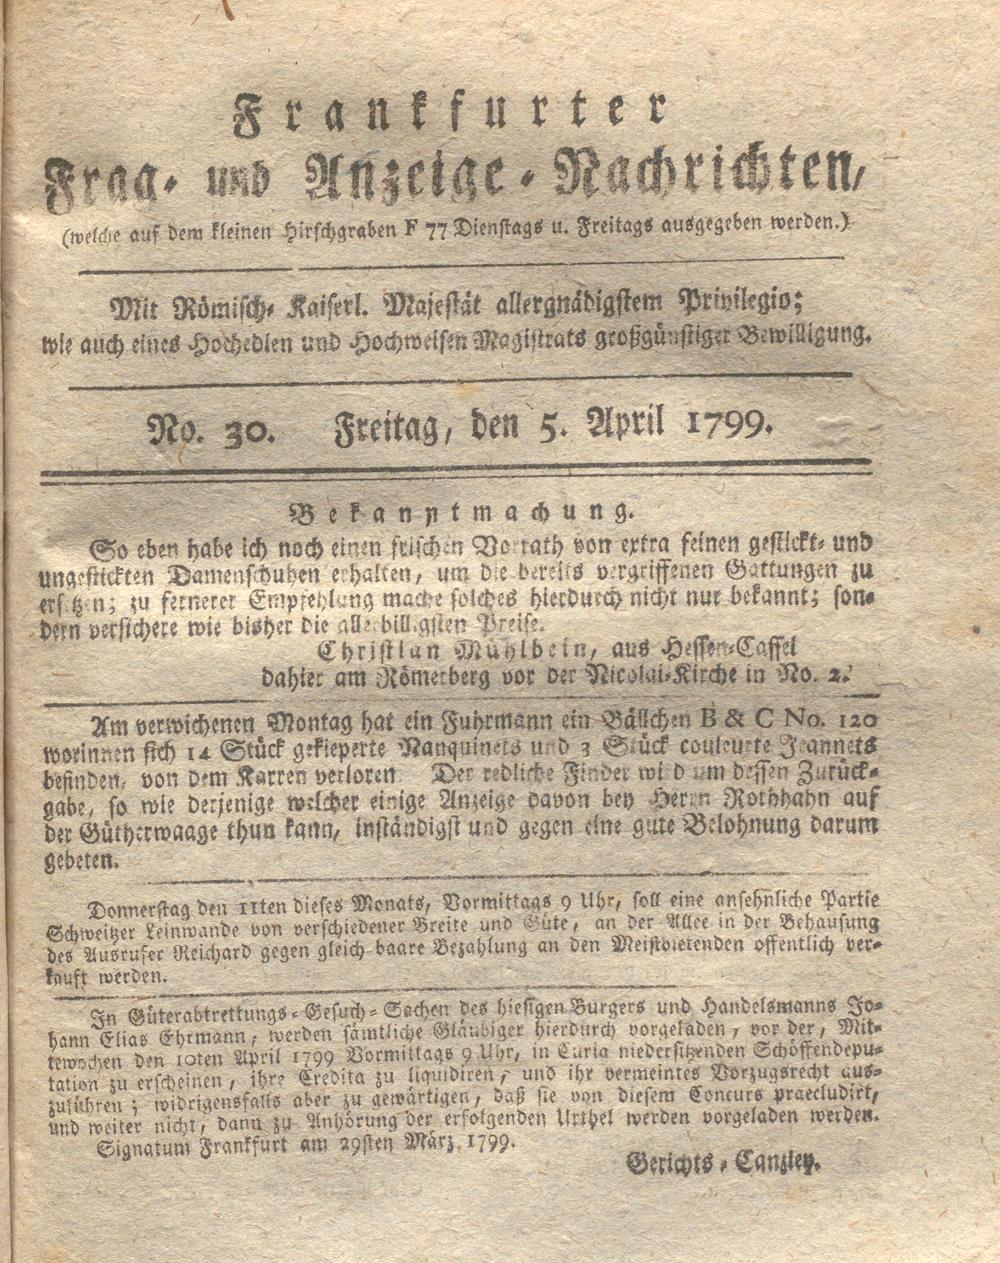 Frankfurter
Frag- und Anzeige-Nachrichten,
(welche auf dem kleinen Hirschgraben F 77 Dienstags u. Freitags ausgegeben werden.)
Mit Römisch- Kaiserl. Majestät allergnädigstem Privilegio;
wie auch eines Hochedlen und Hochweisen Magistrats großgünstiger Bewilligung.
No. 30. Freitag, den 5. April 1799.
Bekanntmachung.
So eben habe ich noch einen frischen Vorrath von extra feinen gestickt- und
ungestickten Damenschuhen erhalten, um die bereits vergriffenen Gattungen zu
ersetzen; zu fernerer Empfehlung mache solches hierdurch nicht nur bekannt; son-
dern versichere wie bisher die allerbilligsten Preise.
Christian Mühlbein, aus Hessen-Cassel
dahier am Römerberg vor der Nicolai-Kirche in No. 2.
Am verwichenen Montag hat ein Fuhrmann ein Bällchen B & C No. 120
worinnen sich 14 Stück gekieperte Nanquinets und 3 Stück couleurte Jeannets
befinden, von dem Karren verloren. Der redliche Finder wird um dessen Zurück-
gabe, so wie derjenige welcher einige Anzeige davon bey Herrn Rothhahn auf
der Gütherwaage thun kann, inständigst und gegen eine gute Belohnung darum
gebeten.
Donnerstag den 11ten dieses Monats, Vormittags 9 Uhr, soll eine ansehnliche Partie
Schweitzer Leinwande von verschiedener Breite und Güte, an der Allee in der Behausung
des Ausrufer Reichard gegen gleich baare Bezahlung an den Meistbietenden offentlich ver-
kauft werden.
In Güterabtrettungs-Gesuch-Sachen des hiesigen Burgers und Handelsmanns Jo-
hann Elias Ehrmann, werden sämtliche Gläubiger hierdurch vorgeladen, vor der, Mit-
tewochen den 10ten April 1799 Vormittags 9 Uhr, in Curia niedersitzenden Schöffendepu-
tation zu erscheinen, ihre Credita zu liquidiren, und ihr vermeintes Vorzugsrecht aus-
zuführen; widrigensfalls aber zu gewärtigen, daß sie von diesem Concurs praecludirt,
und weiter nicht, dann zu Anhörung der erfolgenden Urthel werden vorgeladen werden.
Signatum Frankfurt am 29sten März 1799.
Gerichts-Canzley.